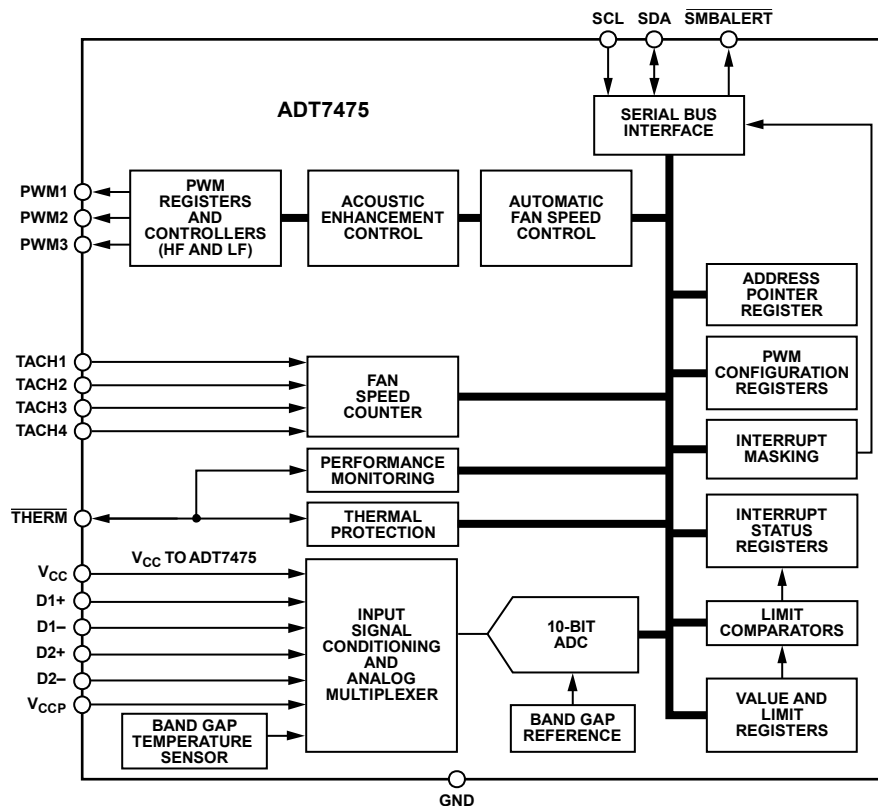 SCL SDA SMBALERT
ADT7475
SERIAL BUS
INTERFACE
PWM1
PWM2
PWM3
PWM
REGISTERS
AND
CONTROLLERS
(HF AND LF)
ACOUSTIC
ENHANCEMENT
CONTROL
AUTOMATIC
FAN SPEED
CONTROL
ADDRESS
POINTER
REGISTER
TACH1
TACH2
TACH3
TACH4
FAN
SPEED
COUNTER
PWM
CONFIGURATION
REGISTERS
PERFORMANCE
MONITORING
INTERRUPT
MASKING
THERM
THERMAL
PROTECTION
INTERRUPT
STATUS
REGISTERS
VCC
VCC TO ADT7475
D1+
D1–
D2+
D2–
VCCP
INPUT
SIGNAL
CONDITIONING
AND
ANALOG
MULTIPLEXER
10-BIT
ADC
LIMIT
COMPARATORS
BAND GAP
TEMPERATURE
SENSOR
BAND GAP
REFERENCE
VALUE AND
LIMIT
REGISTERS
GND